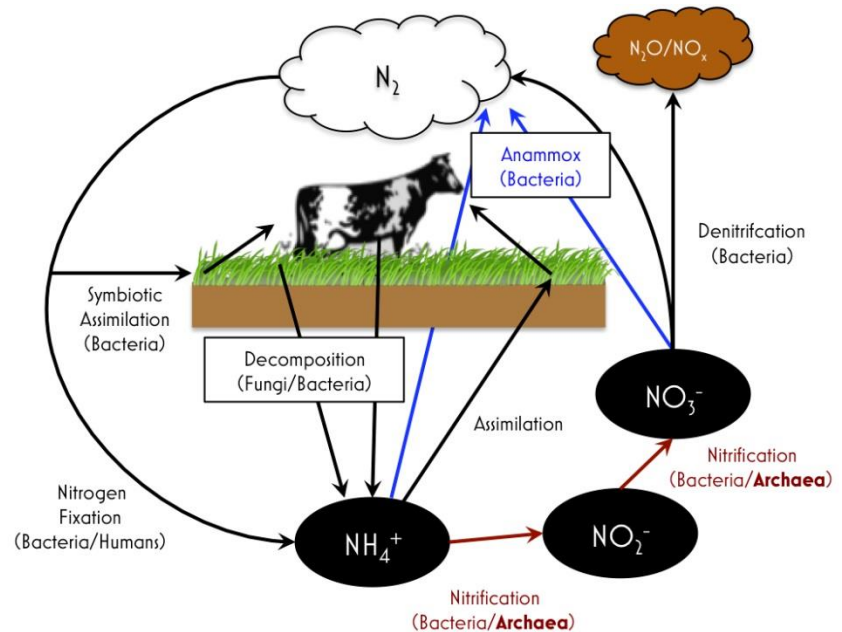 N₂
N₂O/NOₓ
Anammox
(Bacteria)
Denitrifcation
(Bacteria)
Symbiotic
Assimilation
(Bacteria)
Decomposition
(Fungi/Bacteria)
Assimilation
NO₃⁻
Nitrification
(Bacteria/Archaea)
Nitrogen
Fixation
(Bacteria/Humans)
NH₄⁺
NO₂⁻
Nitrification
(Bacteria/Archaea)